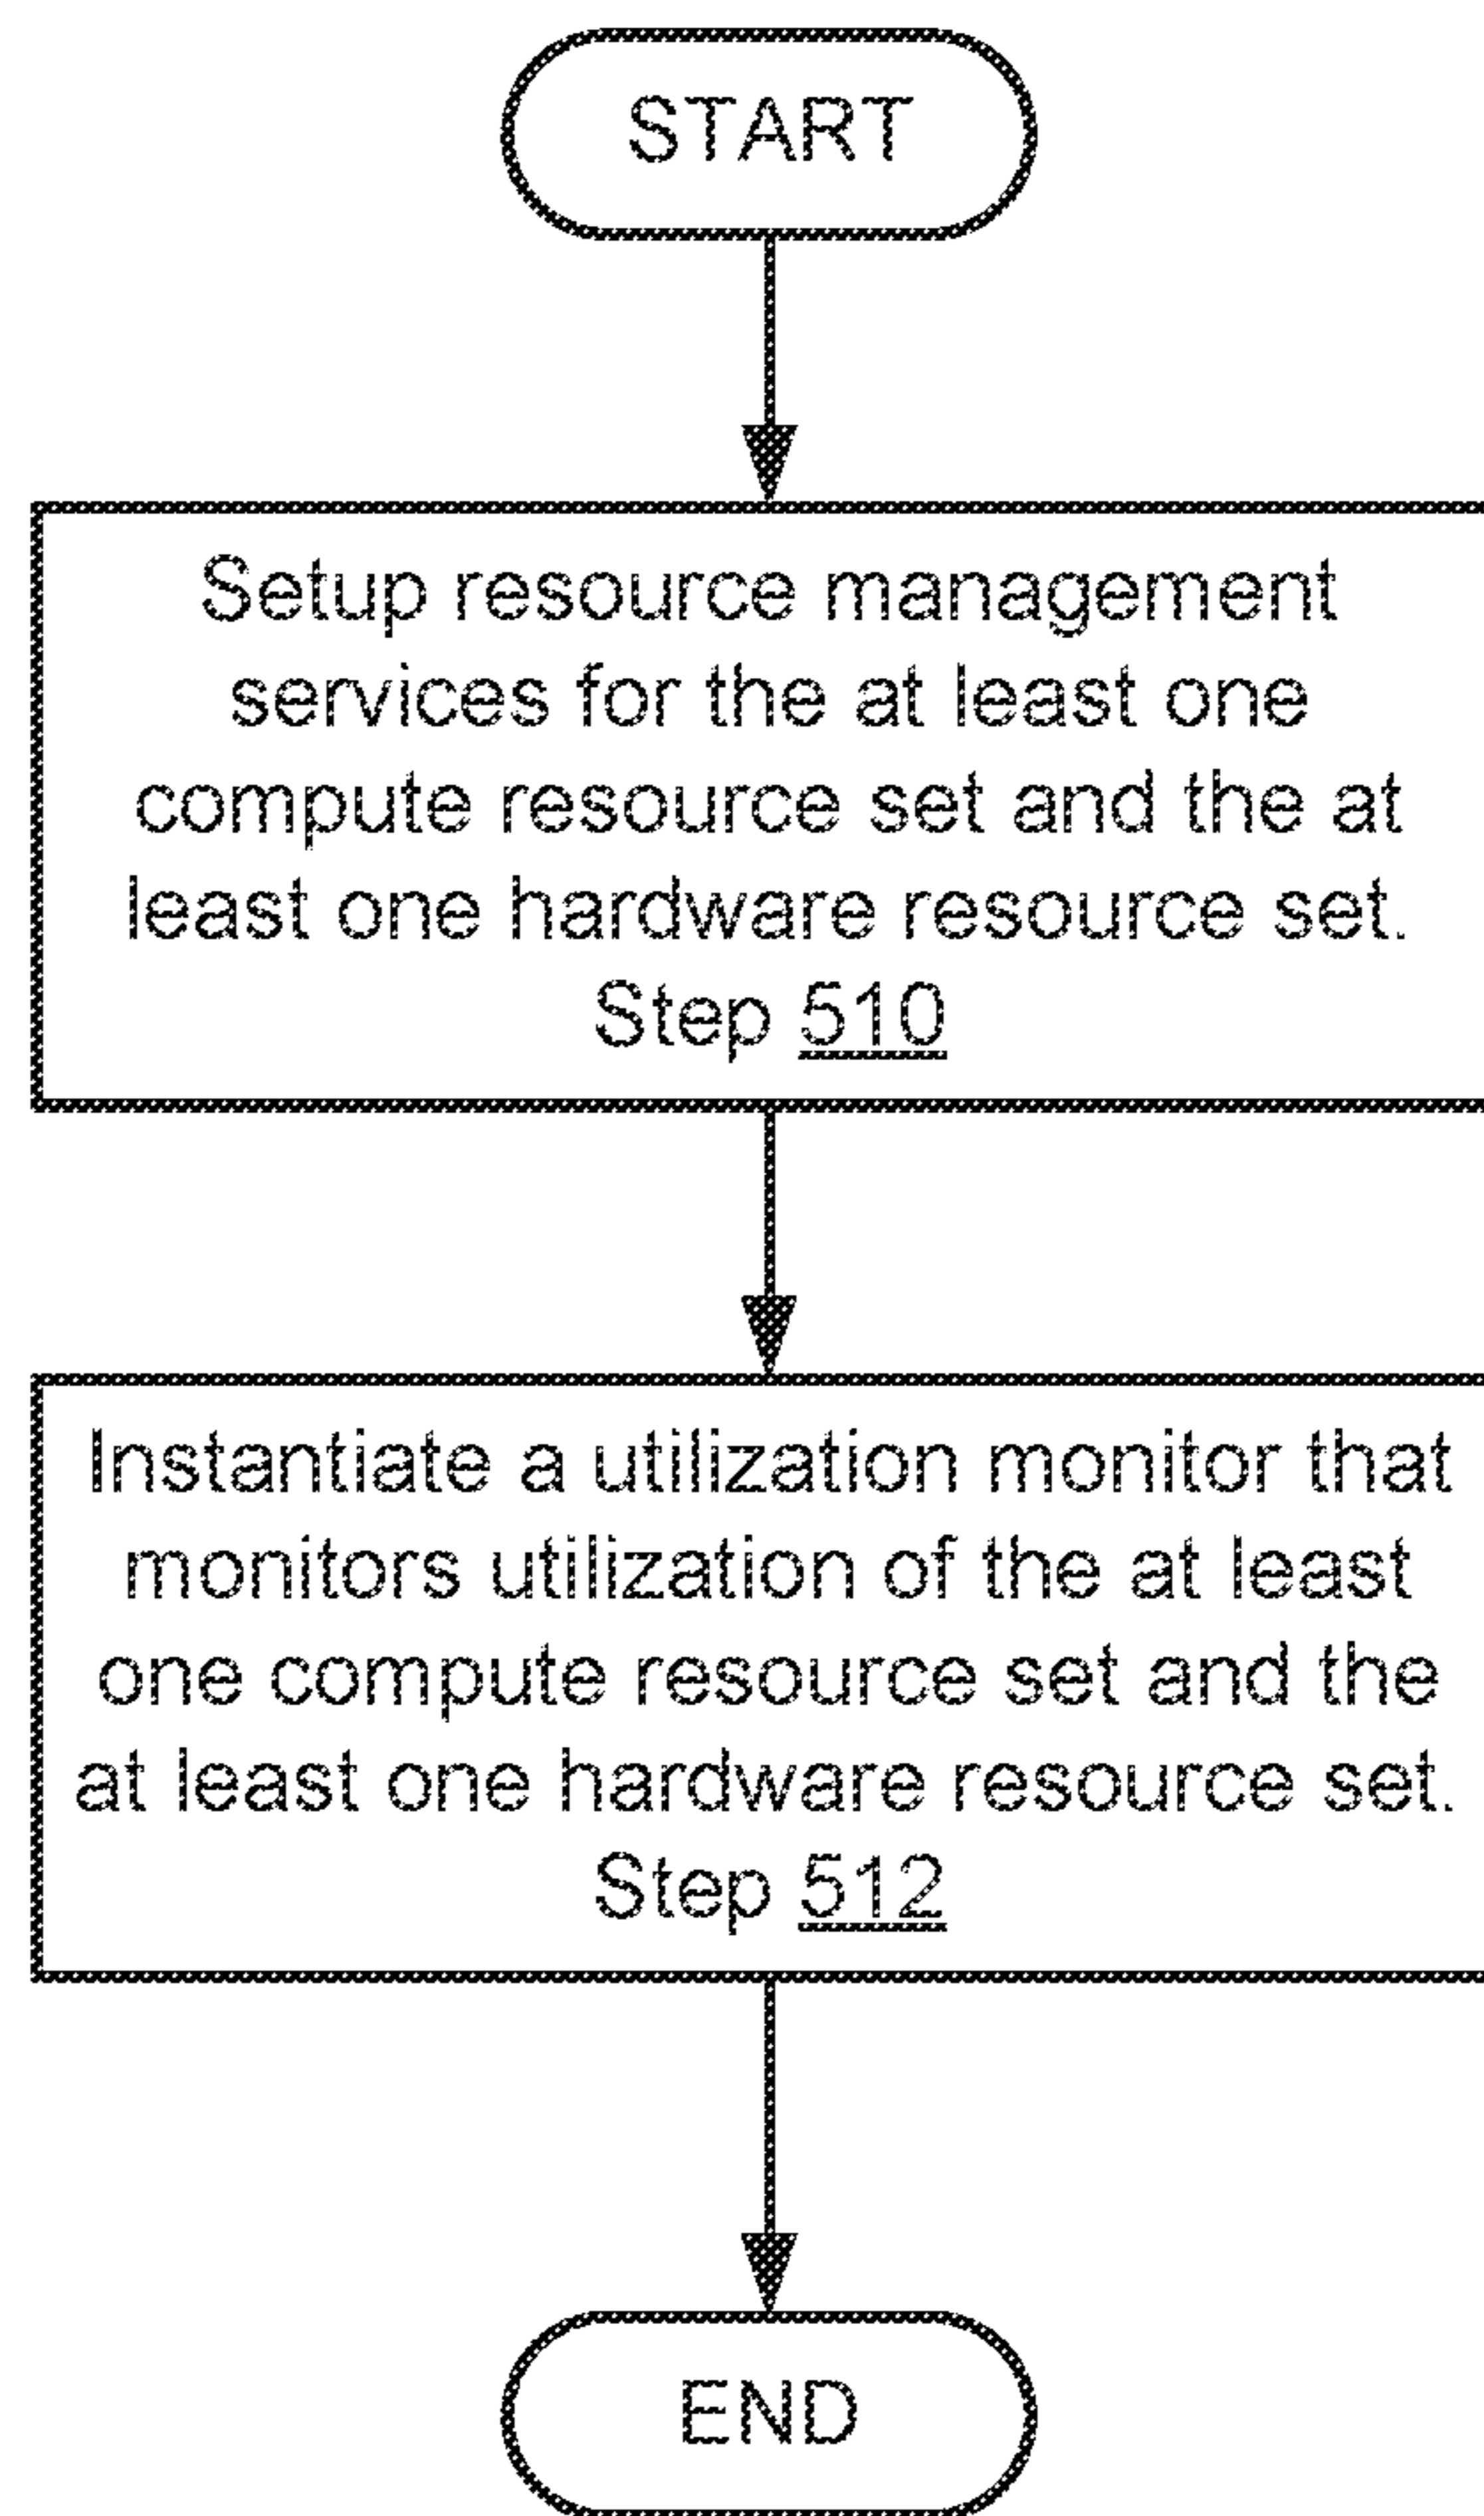 START
Setup resource management
services for the at least one
compute resource set and the at
least one hardware resource set.
Step 510
Instantiate a utilization monitor that
monitors utilization of the at least
one compute resource set and the
at least one hardware resource set.
Step 512
END